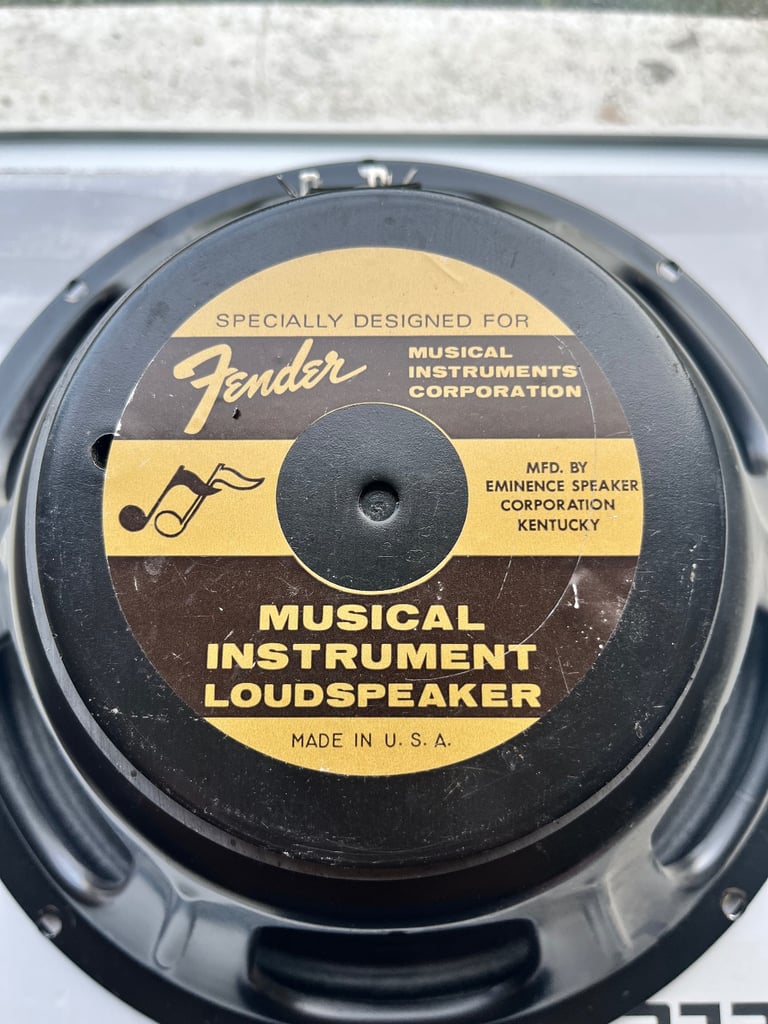 SPECIALLY DESIGNED FOR
Fender
MUSICAL
INSTRUMENTS
CORPORATION
MFD. BY
EMINENCE SPEAKER
CORPORATION
KENTUCKY
MUSICAL
INSTRUMENT
LOUDSPEAKER
MADE IN U. S. A.